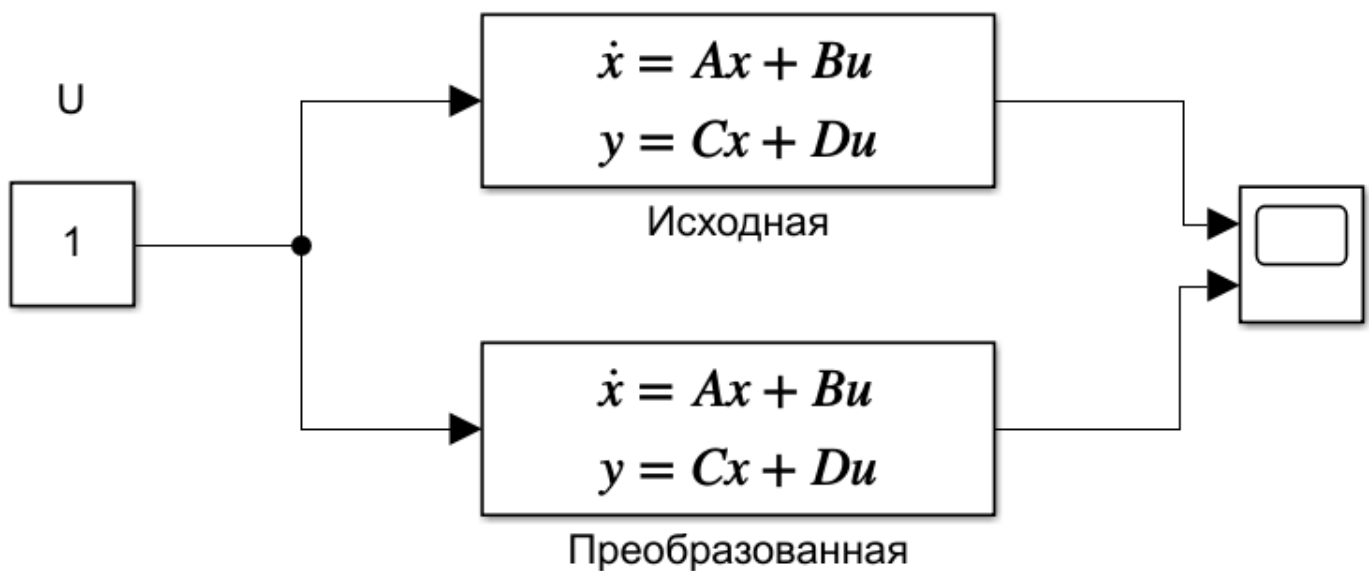 U
1
ẋ = Ax + Bu
y = Cx + Du
Исходная
ẋ = Ax + Bu
y = Cx + Du
Преобразованная